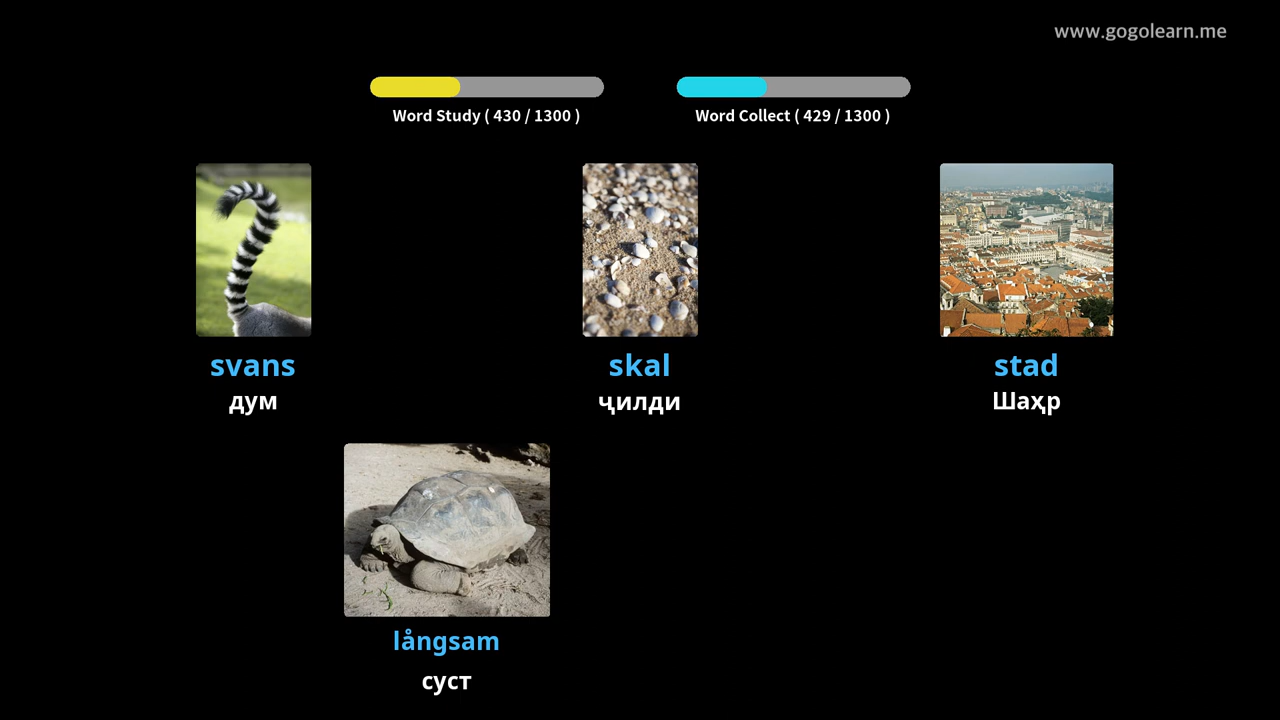 www.gogolearn.me
Word Study ( 430 / 1300 )
Word Collect ( 429 / 1300 )
svans
дум
skal
ҷилди
stad
Шаҳр
långsam
суст